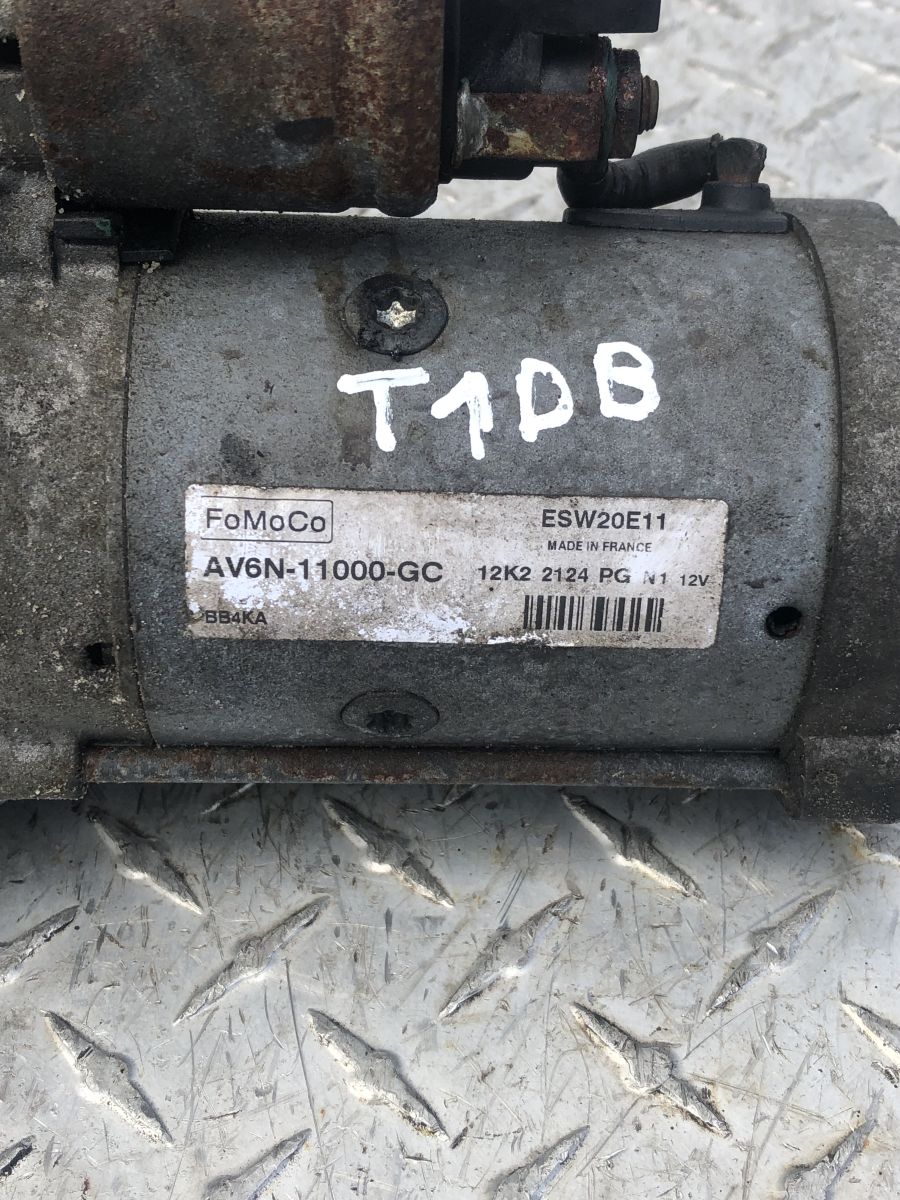 T1DB
FoMoCo
ESW20E11
MADE IN FRANCE
AV6N-11000-GC
12K2 2124 PG N1 12V
BB4KA